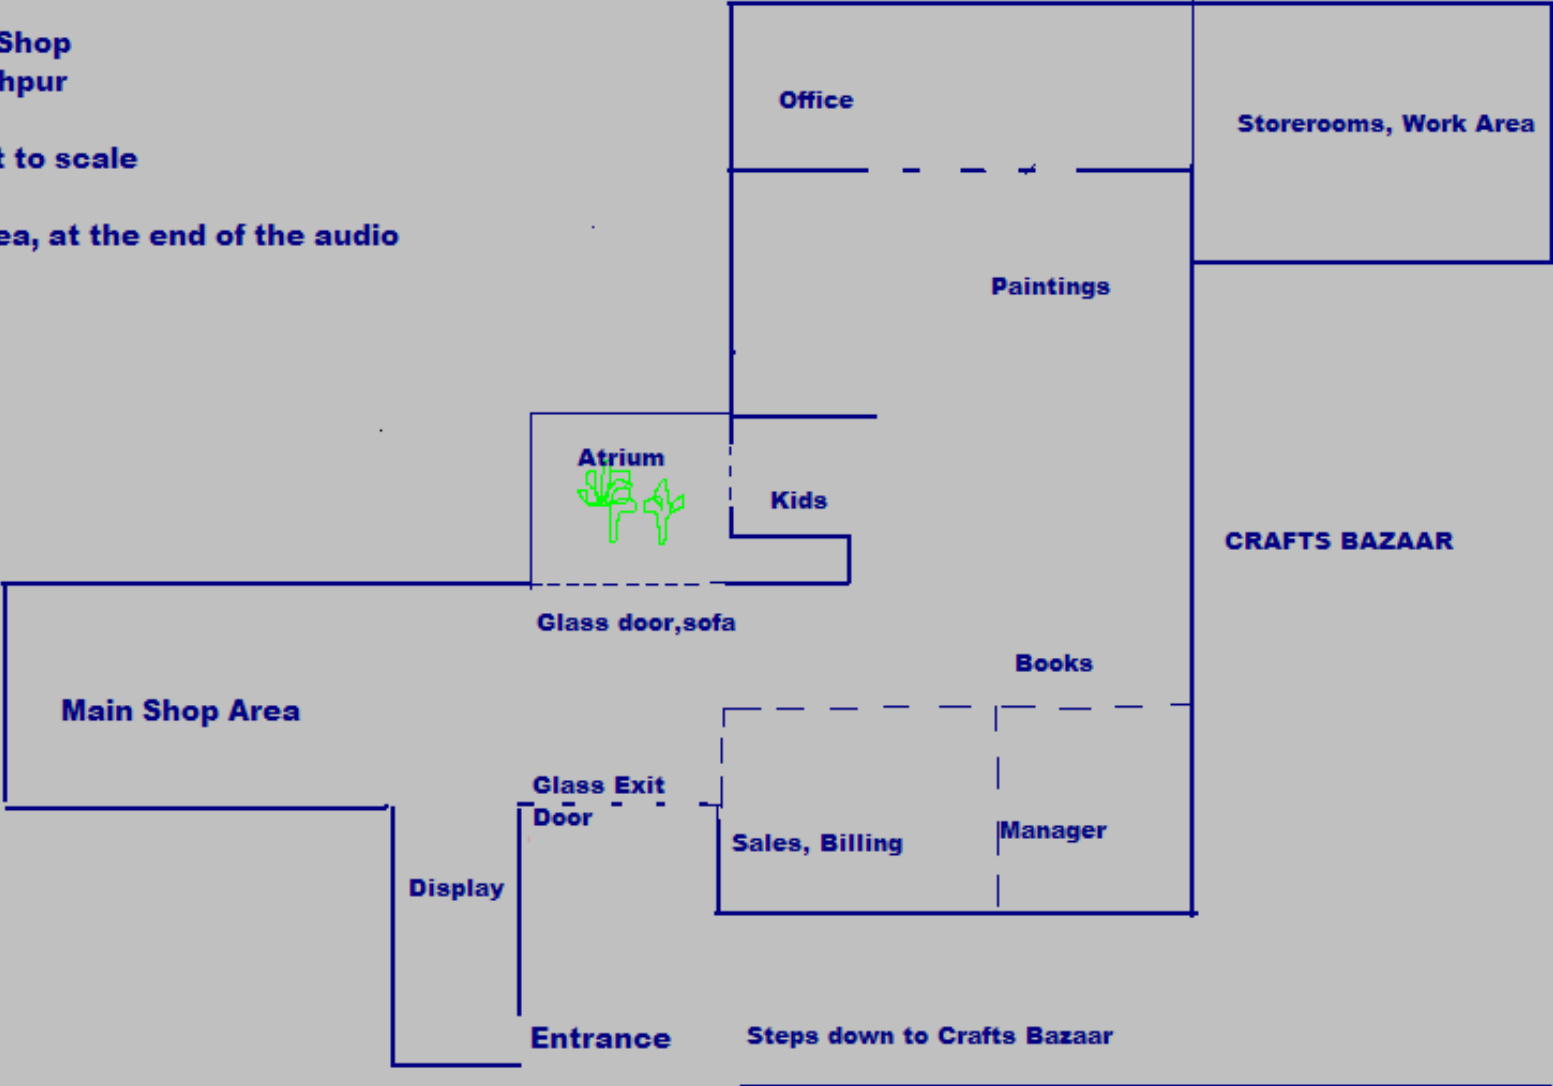 Shop
hpur
t to scale
ea, at the end of the audio
Office
Storerooms, Work Area
Paintings
Atrium
Kids
CRAFTS BAZAAR
Glass door,sofa
Books
Main Shop Area
Glass Exit
Door
Sales, Billing
Manager
Display
Entrance
Steps down to Crafts Bazaar